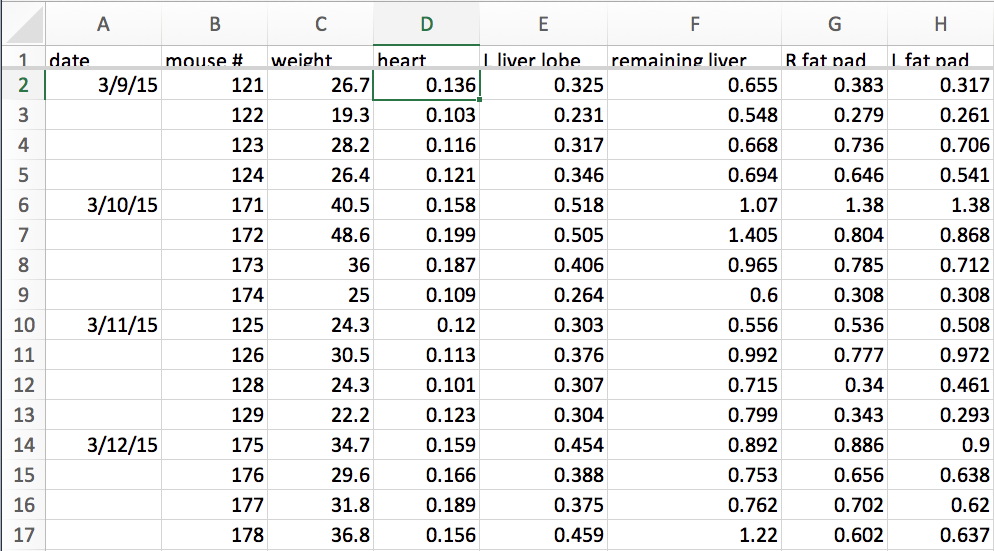 A B C D E F G H
1 date mouse # weight heart L liver lobe remaining liver R fat pad L fat pad
2 3/9/15 121 26.7 0.136 0.325 0.655 0.383 0.317
3 122 19.3 0.103 0.231 0.548 0.279 0.261
4 123 28.2 0.116 0.317 0.668 0.736 0.706
5 124 26.4 0.121 0.346 0.694 0.646 0.541
6 3/10/15 171 40.5 0.158 0.518 1.07 1.38 1.38
7 172 48.6 0.199 0.505 1.405 0.804 0.868
8 173 36 0.187 0.406 0.965 0.785 0.712
9 174 25 0.109 0.264 0.6 0.308 0.308
10 3/11/15 125 24.3 0.12 0.303 0.556 0.536 0.508
11 126 30.5 0.113 0.376 0.992 0.777 0.972
12 128 24.3 0.101 0.307 0.715 0.34 0.461
13 129 22.2 0.123 0.304 0.799 0.343 0.293
14 3/12/15 175 34.7 0.159 0.454 0.892 0.886 0.9
15 176 29.6 0.166 0.388 0.753 0.656 0.638
16 177 31.8 0.189 0.375 0.762 0.702 0.62
17 178 36.8 0.156 0.459 1.22 0.602 0.637